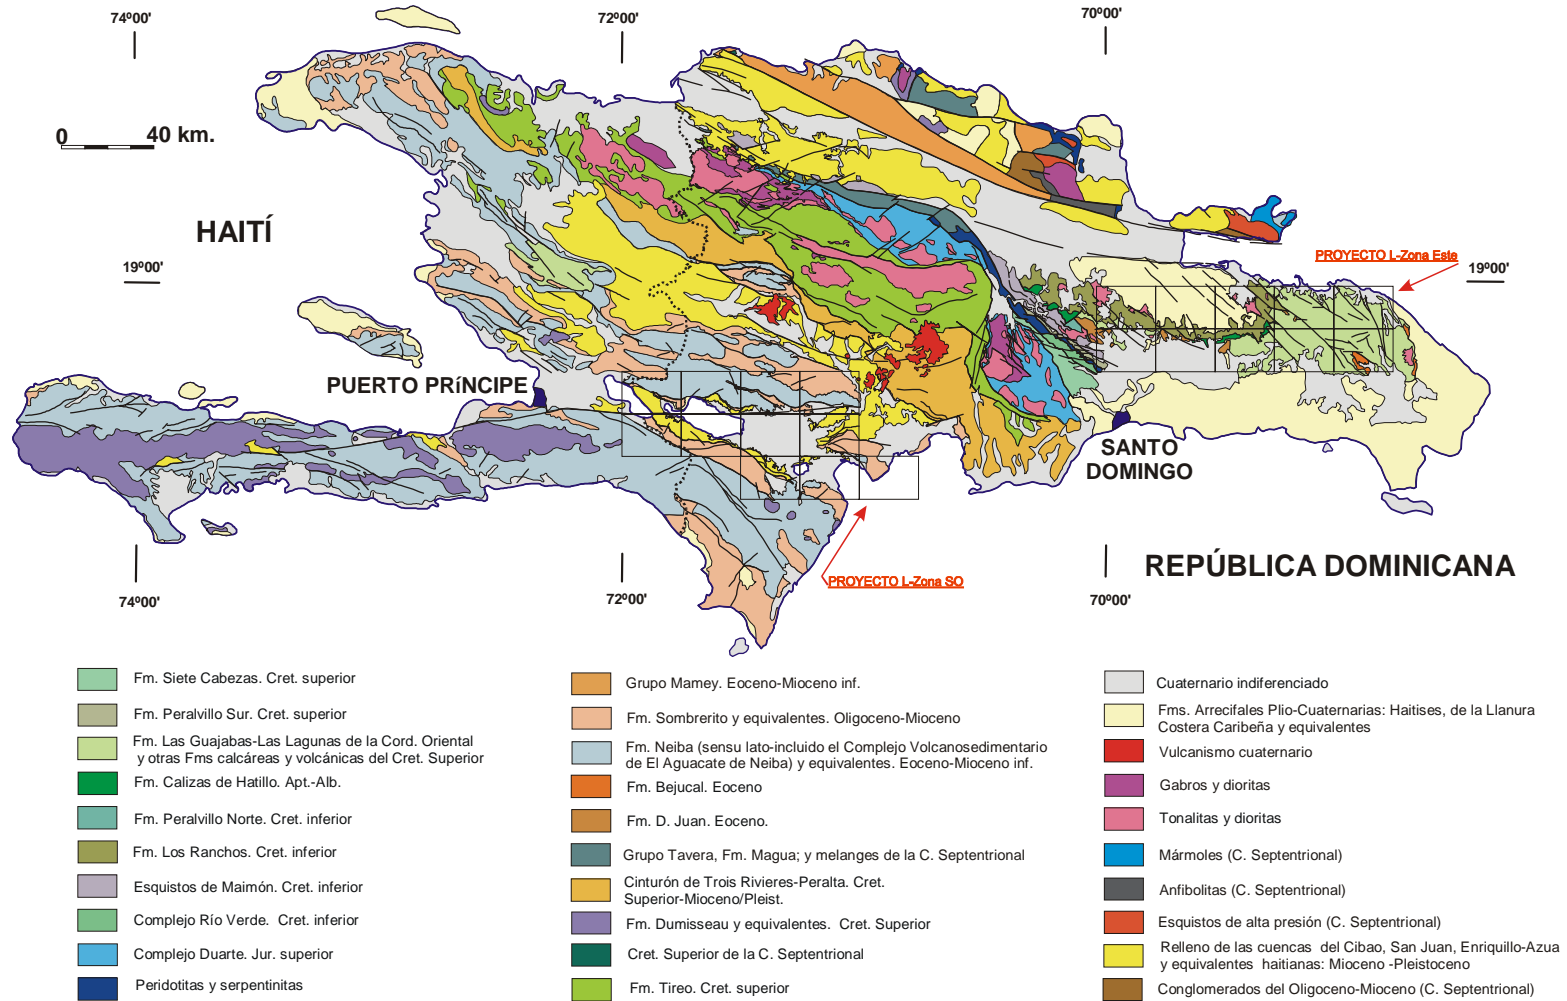 74º00'
72º00'
70º00'
0 40 km.
HAITÍ
19º00'
PROYECTO L-Zona Este
19º00'
PUERTO PRíNCIPE
SANTO
DOMINGO
REPÚBLICA DOMINICANA
PROYECTO L-Zona SO
74º00'
72º00'
70º00'
Fm. Siete Cabezas. Cret. superior
Fm. Peralvillo Sur. Cret. superior
Fm. Las Guajabas-Las Lagunas de la Cord. Oriental
y otras Fms calcáreas y volcánicas del Cret. Superior
Fm. Calizas de Hatillo. Apt.-Alb.
Fm. Peralvillo Norte. Cret. inferior
Fm. Los Ranchos. Cret. inferior
Esquistos de Maimón. Cret. inferior
Complejo Río Verde. Cret. inferior
Complejo Duarte. Jur. superior
Peridotitas y serpentinitas
Grupo Mamey. Eoceno-Mioceno inf.
Fm. Sombrerito y equivalentes. Oligoceno-Mioceno
Fm. Neiba (sensu lato-incluido el Complejo Volcanosedimentario
de El Aguacate de Neiba) y equivalentes. Eoceno-Mioceno inf.
Fm. Bejucal. Eoceno
Fm. D. Juan. Eoceno.
Grupo Tavera, Fm. Magua; y melanges de la C. Septentrional
Cinturón de Trois Rivieres-Peralta. Cret.
Superior-Mioceno/Pleist.
Fm. Dumisseau y equivalentes. Cret. Superior
Cret. Superior de la C. Septentrional
Fm. Tireo. Cret. superior
Cuaternario indiferenciado
Fms. Arrecifales Plio-Cuaternarias: Haitises, de la Llanura
Costera Caribeña y equivalentes
Vulcanismo cuaternario
Gabros y dioritas
Tonalitas y dioritas
Mármoles (C. Septentrional)
Anfibolitas (C. Septentrional)
Esquistos de alta presión (C. Septentrional)
Relleno de las cuencas del Cibao, San Juan, Enriquillo-Azua
y equivalentes haitianas: Mioceno -Pleistoceno
Conglomerados del Oligoceno-Mioceno (C. Septentrional)